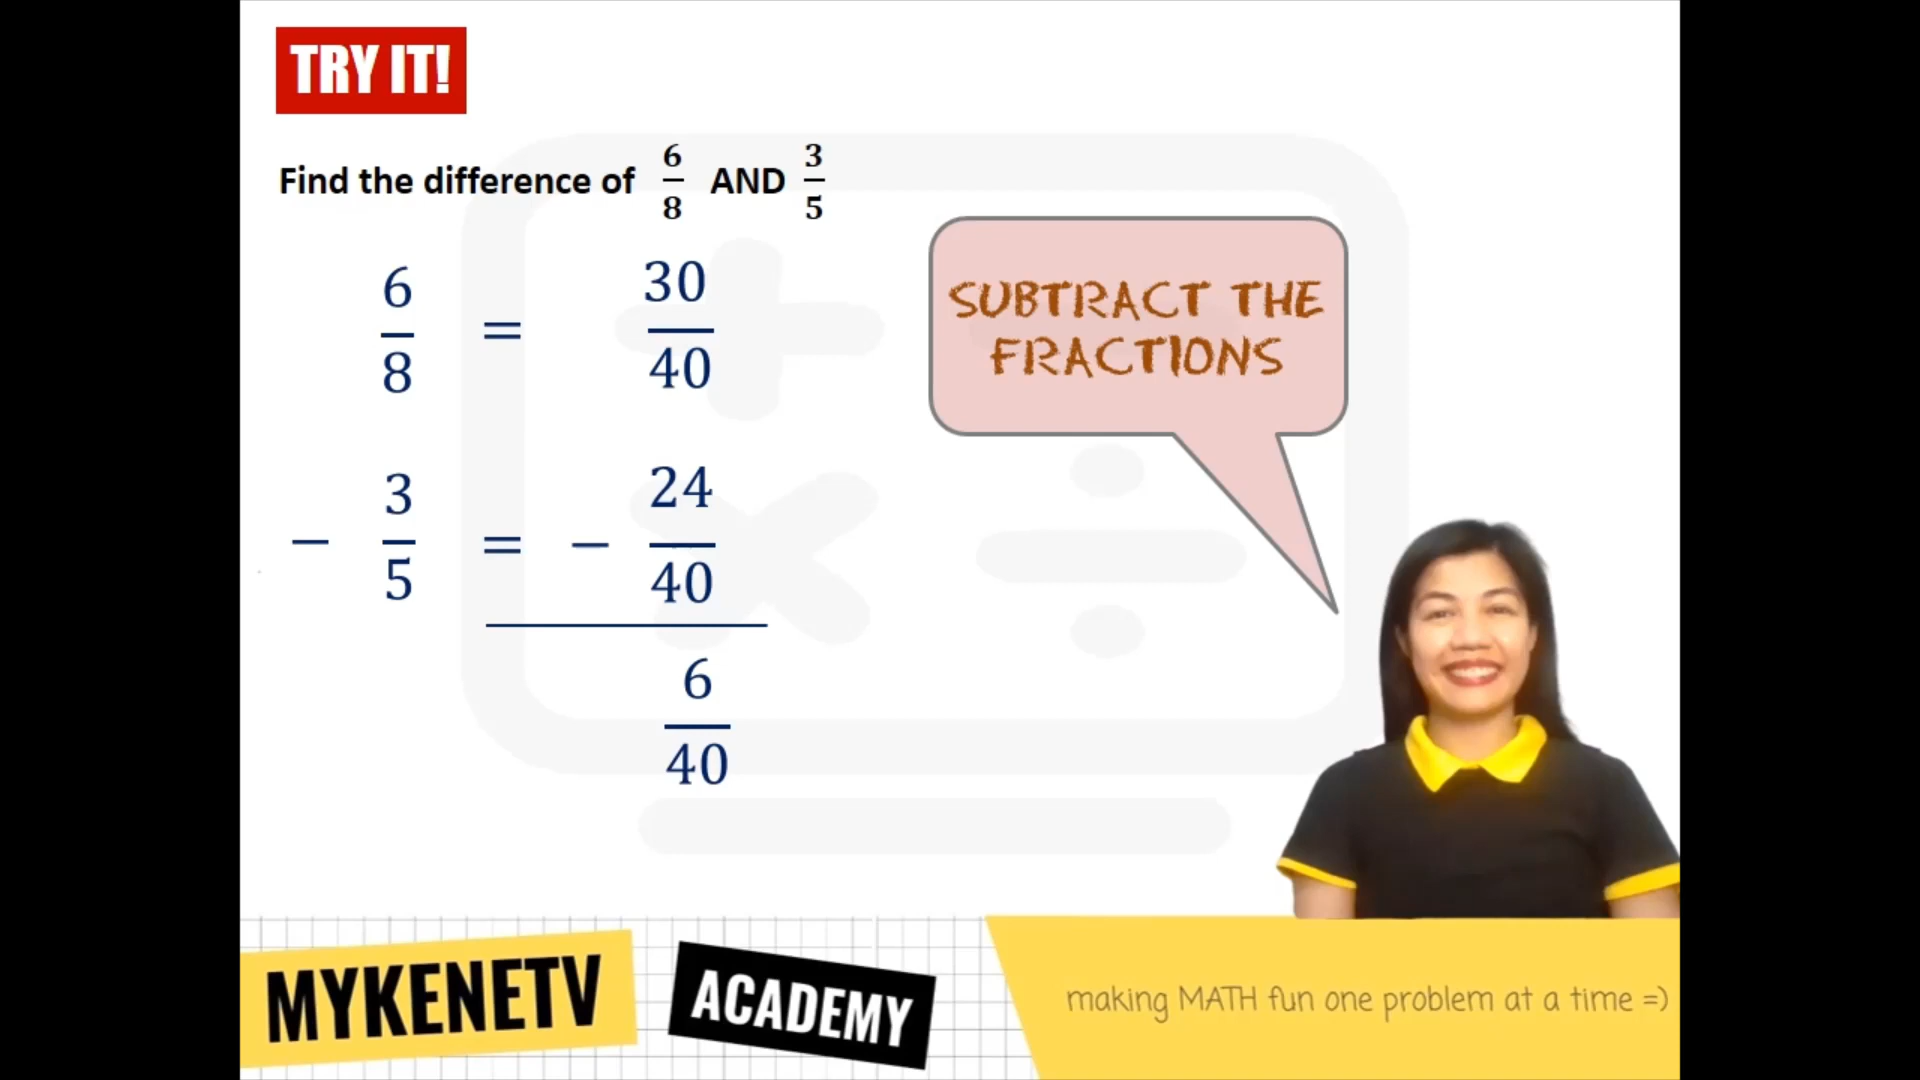 TRY IT!
Find the difference of 6/8 AND 3/5
6/8 = 30/40
− 3/5 = − 24/40
6/40
SUBTRACT THE
FRACTIONS
MYKENETV
ACADEMY
making MATH fun one problem at a time =)